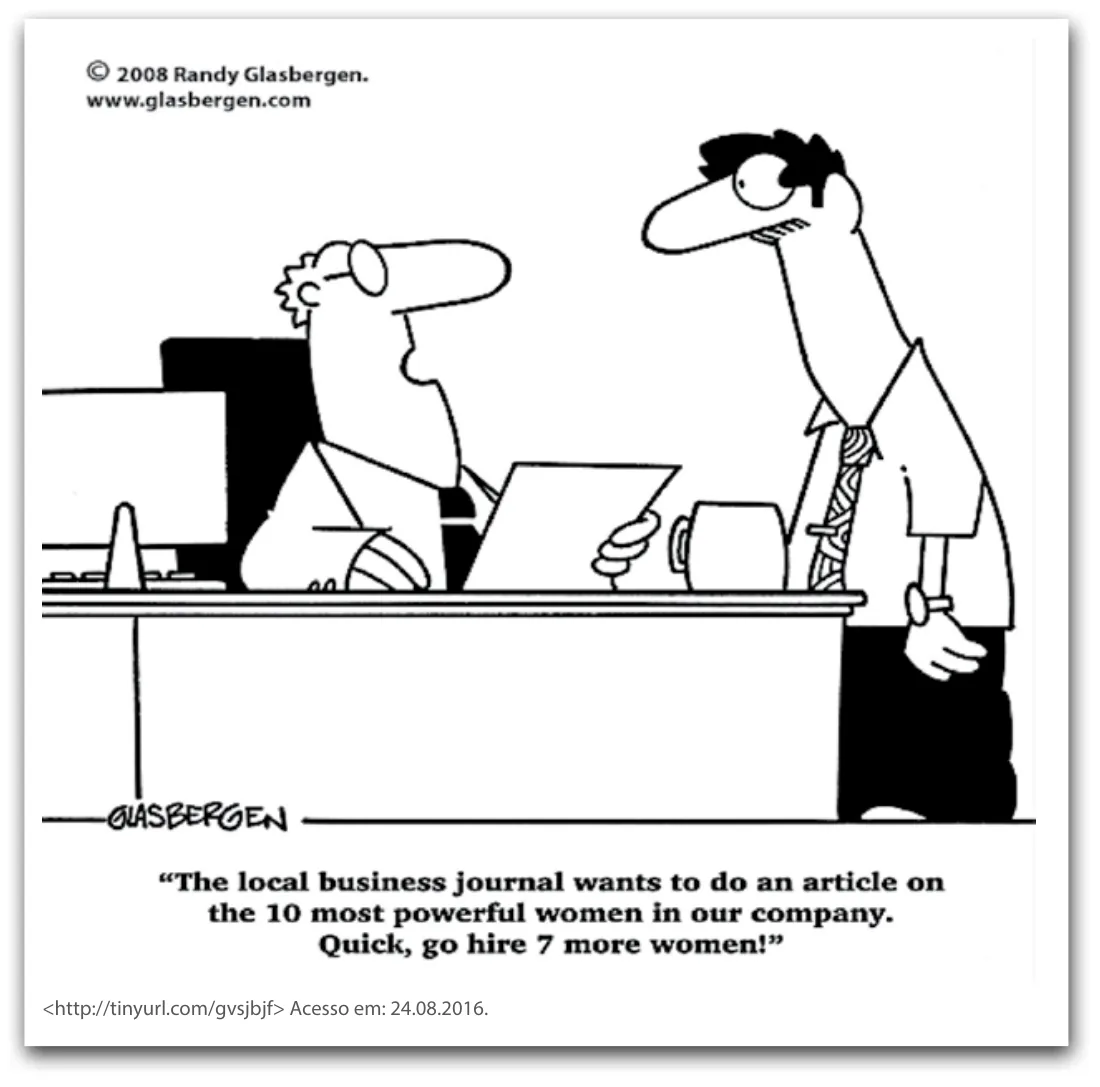 © 2008 Randy Glasbergen.
www.glasbergen.com
GLASBERGEN
“The local business journal wants to do an article on
the 10 most powerful women in our company.
Quick, go hire 7 more women!”
<http://tinyurl.com/gvsjbjf> Acesso em: 24.08.2016.